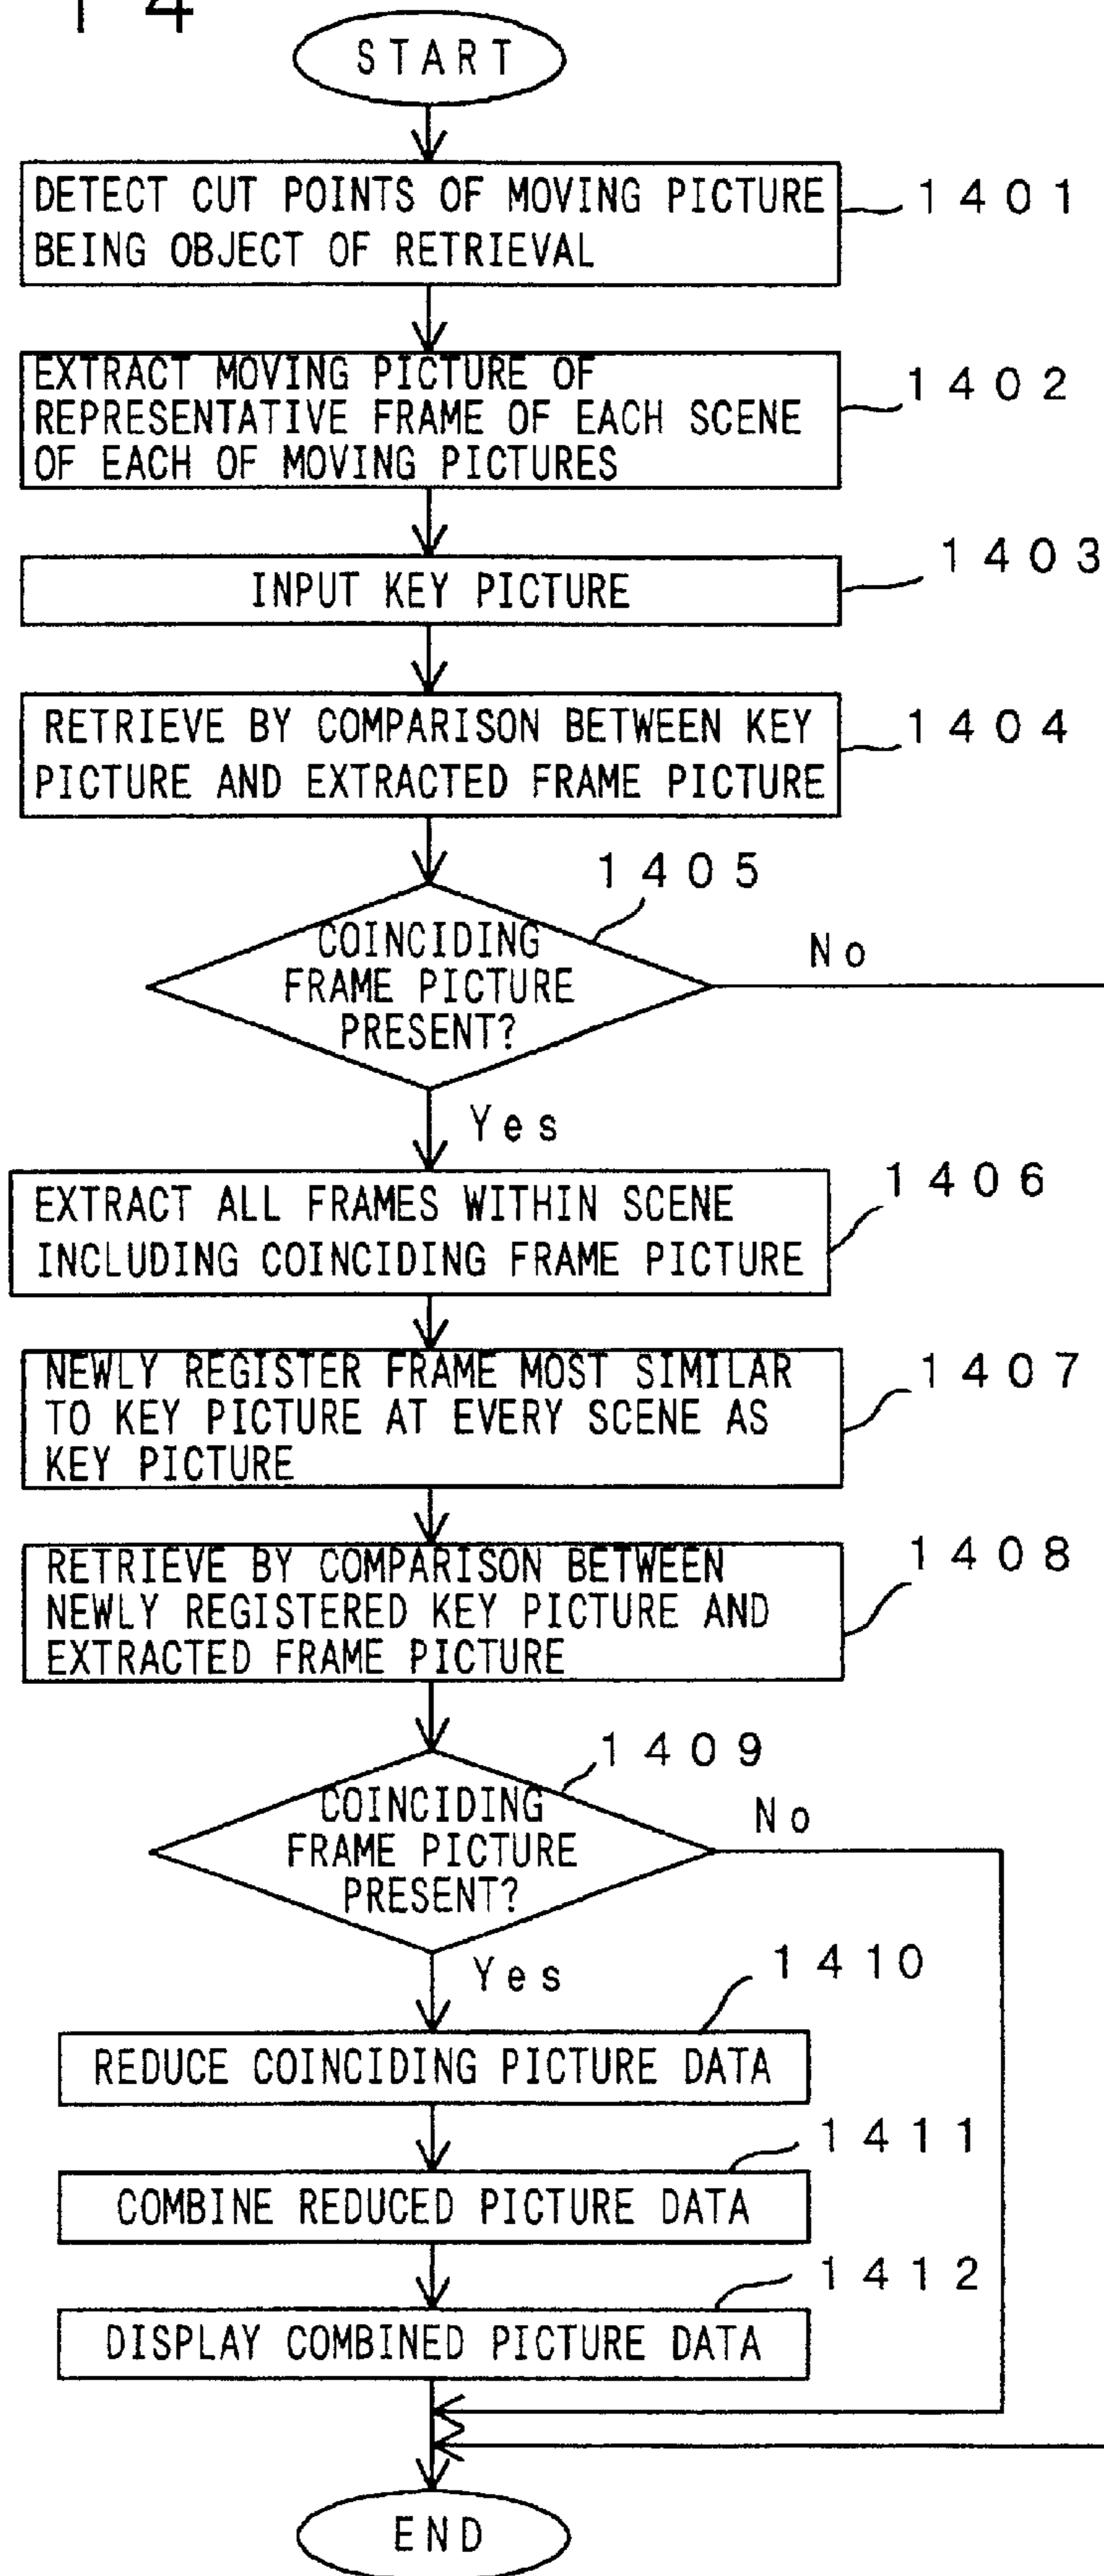 14
START
DETECT CUT POINTS OF MOVING PICTURE
BEING OBJECT OF RETRIEVAL
1401
EXTRACT MOVING PICTURE OF
REPRESENTATIVE FRAME OF EACH SCENE
OF EACH OF MOVING PICTURES
1402
INPUT KEY PICTURE
1403
RETRIEVE BY COMPARISON BETWEEN KEY
PICTURE AND EXTRACTED FRAME PICTURE
1404
1405
COINCIDING
FRAME PICTURE
PRESENT?
No
Yes
EXTRACT ALL FRAMES WITHIN SCENE
INCLUDING COINCIDING FRAME PICTURE
1406
NEWLY REGISTER FRAME MOST SIMILAR
TO KEY PICTURE AT EVERY SCENE AS
KEY PICTURE
1407
RETRIEVE BY COMPARISON BETWEEN
NEWLY REGISTERED KEY PICTURE AND
EXTRACTED FRAME PICTURE
1408
1409
COINCIDING
FRAME PICTURE
PRESENT?
No
Yes
1410
REDUCE COINCIDING PICTURE DATA
1411
COMBINE REDUCED PICTURE DATA
1412
DISPLAY COMBINED PICTURE DATA
END